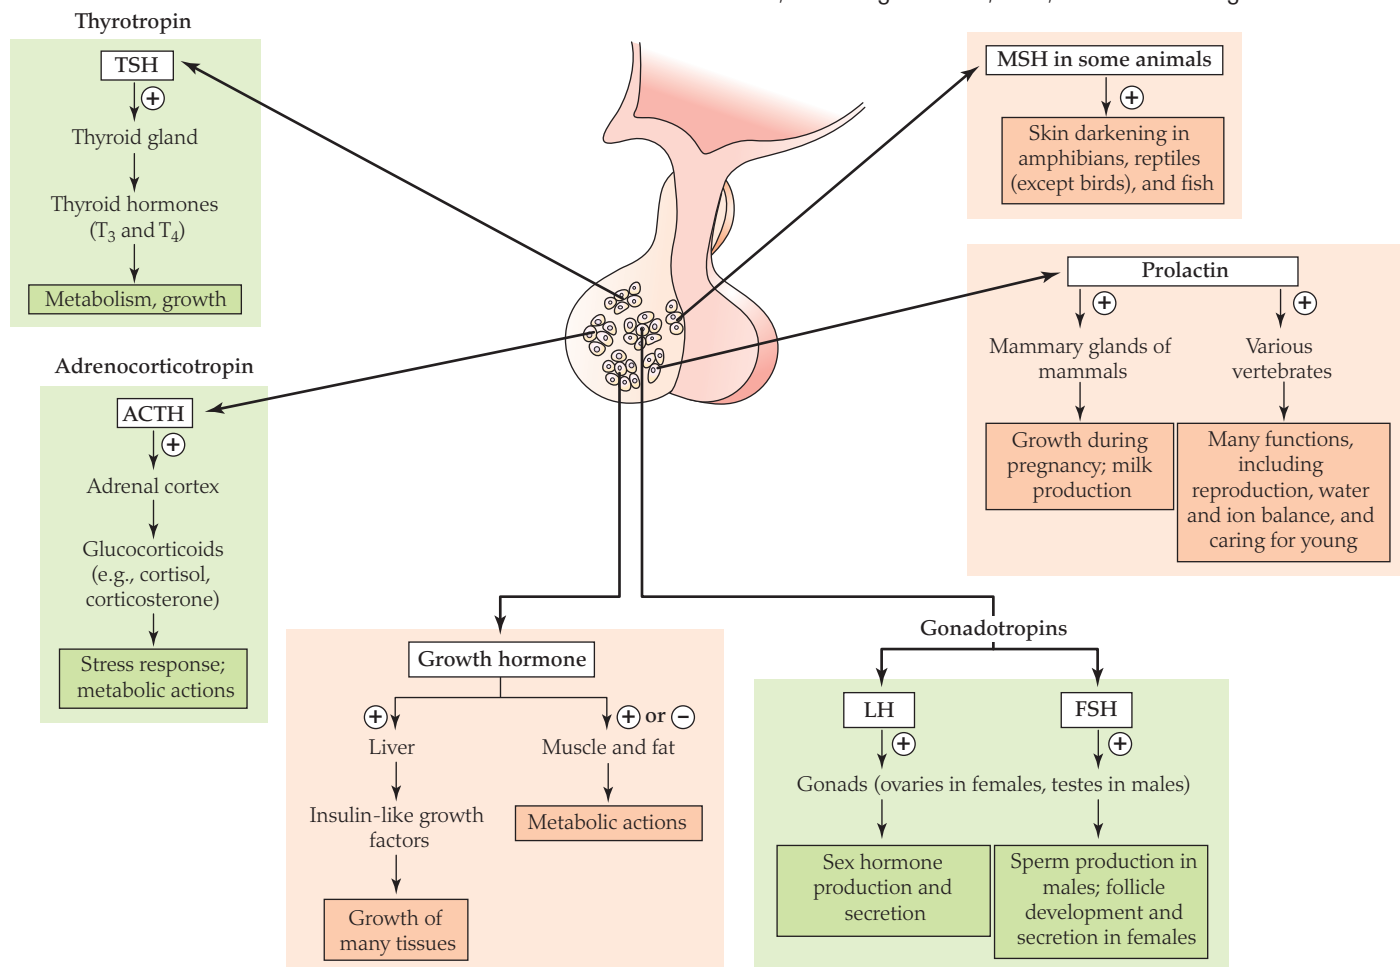 Thyrotropin
TSH
+
Thyroid gland
Thyroid hormones
(T3 and T4)
Metabolism, growth
Adrenocorticotropin
ACTH
+
Adrenal cortex
Glucocorticoids
(e.g., cortisol,
corticosterone)
Stress response;
metabolic actions
MSH in some animals
+
Skin darkening in
amphibians, reptiles
(except birds), and fish
Prolactin
+
+
Mammary glands of
mammals
Various
vertebrates
Growth during
pregnancy; milk
production
Many functions,
including
reproduction, water
and ion balance, and
caring for young
Growth hormone
+
+ or −
Liver
Muscle and fat
Insulin-like growth
factors
Metabolic actions
Growth of
many tissues
Gonadotropins
LH
FSH
+
+
Gonads (ovaries in females, testes in males)
Sex hormone
production and
secretion
Sperm production in
males; follicle
development and
secretion in females